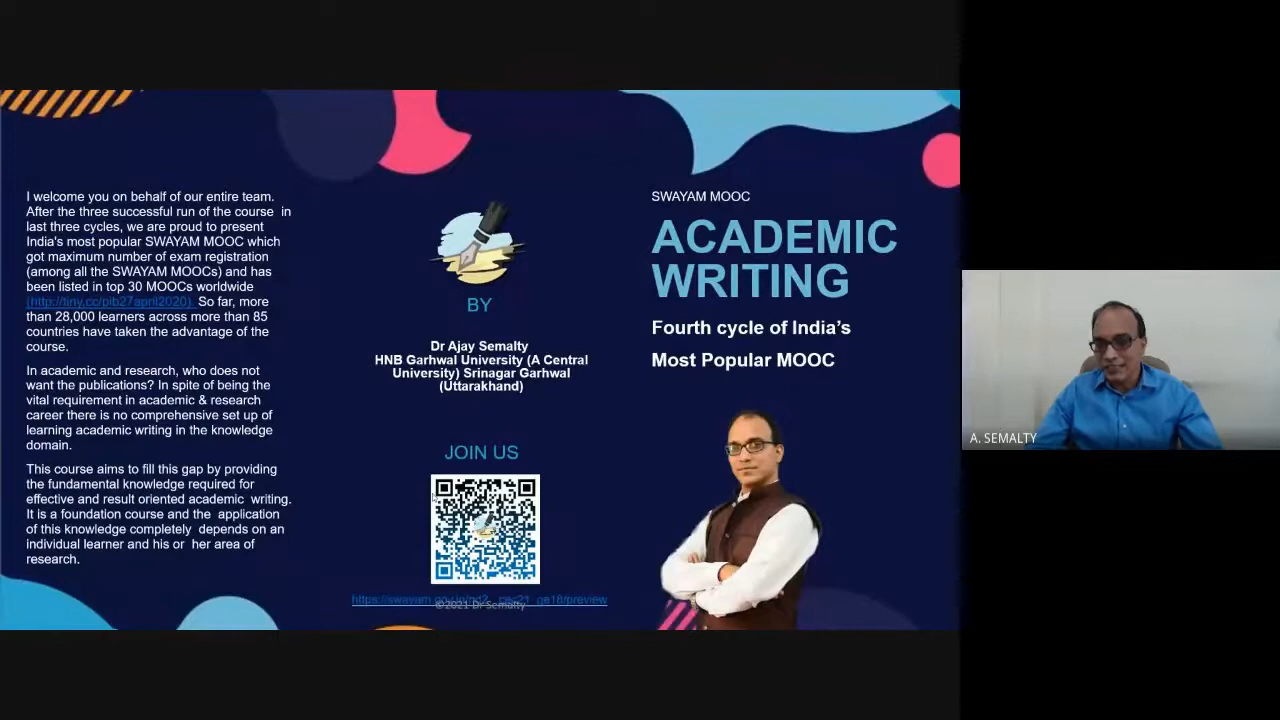 I welcome you on behalf of our entire team.
After the three successful run of the course in
last three cycles, we are proud to present
India's most popular SWAYAM MOOC which
got maximum number of exam registration
(among all the SWAYAM MOOCs) and has
been listed in top 30 MOOCs worldwide
(http://tiny.cc/pib27april2020). So far, more
than 28,000 learners across more than 85
countries have taken the advantage of the
course.
In academic and research, who does not
want the publications? In spite of being the
vital requirement in academic & research
career there is no comprehensive set up of
learning academic writing in the knowledge
domain.
This course aims to fill this gap by providing
the fundamental knowledge required for
effective and result oriented academic writing.
It is a foundation course and the application
of this knowledge completely depends on an
individual learner and his or her area of
research.
BY
Dr Ajay Semalty
HNB Garhwal University (A Central
University) Srinagar Garhwal
(Uttarakhand)
JOIN US
©2021 Dr Semalty
SWAYAM MOOC
ACADEMIC
WRITING
Fourth cycle of India's
Most Popular MOOC
A. SEMALTY